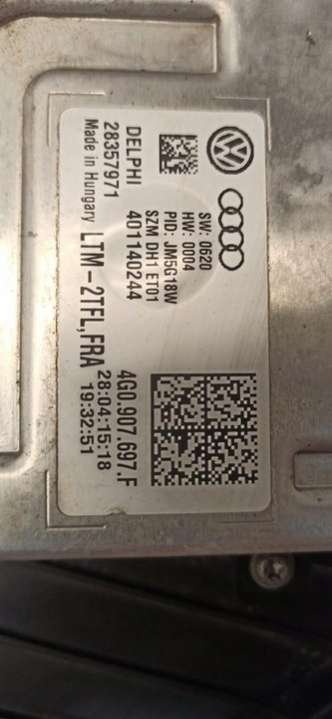 SW: 0620
HW: 0004
PID: JM5G18W
SZM DH1 ET01
401140244
DELPHI
28357971
Made in Hungary
LTM-2TFL,FRA
4G0.907.697.F
28:04:15:18
19:32:51